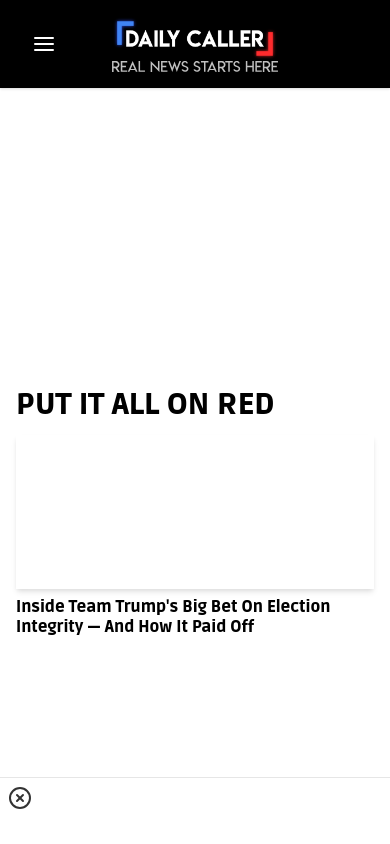 DAILY CALLER
REAL NEWS STARTS HERE
PUT IT ALL ON RED
Inside Team Trump's Big Bet On Election
Integrity — And How It Paid Off